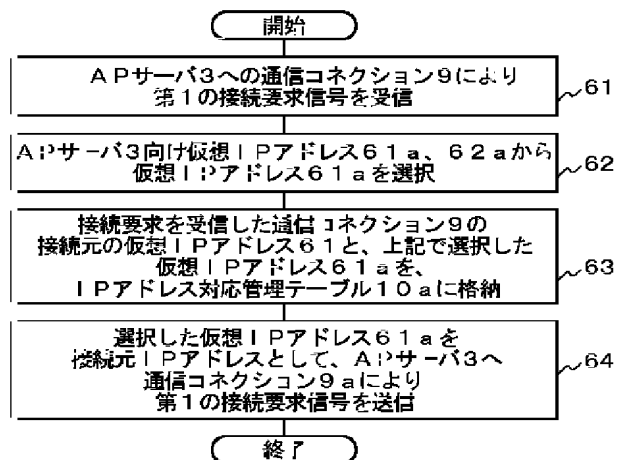 開始
APサーバ3への通信コネクション9により
第1の接続要求信号を受信
61
APサーバ3向け仮想IPアドレス61a、62aから
仮想IPアドレス61aを選択
62
接続要求を受信した通信コネクション9の
接続元の仮想IPアドレス61と、上記で選択した
仮想IPアドレス61aを、
IPアドレス対応管理テーブル10aに格納
63
選択した仮想IPアドレス61aを
接続元IPアドレスとして、APサーバ3へ
通信コネクション9aにより
第1の接続要求信号を送信
64
終了